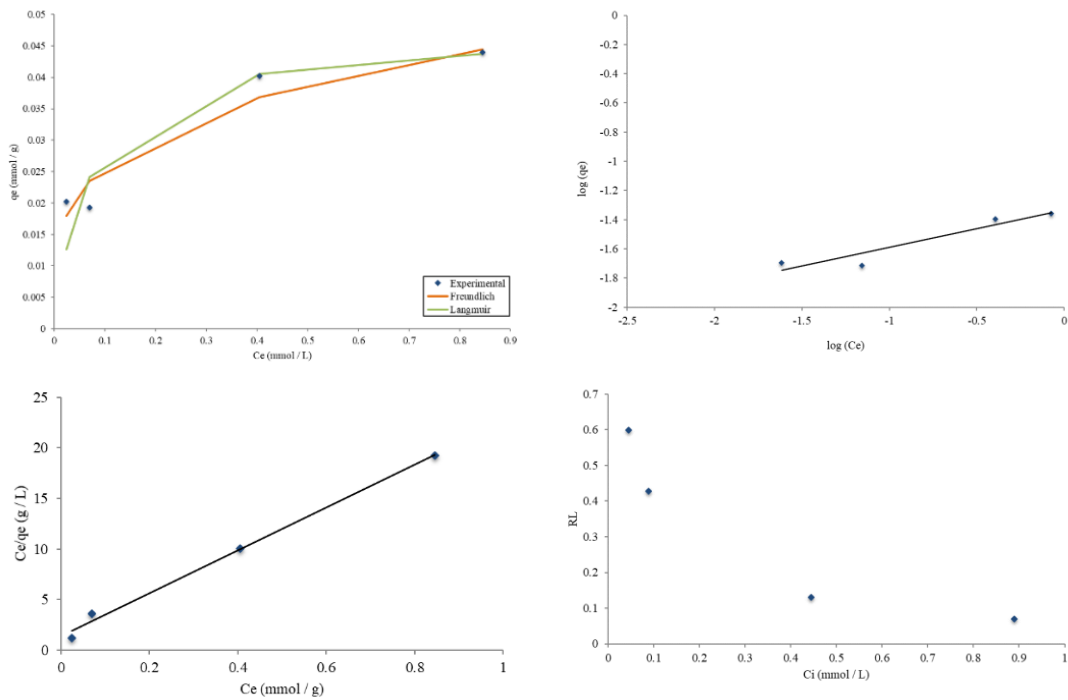 0.05
0.045
0.04
0.035
0.03
0.025
0.02
0.015
0.01
0.005
0
qe (mmol / g)
Experimental
Freundlich
Langmuir
0 0.1 0.2 0.3 0.4 0.5 0.6 0.7 0.8 0.9
Ce (mmol / L)
0
-0.2
-0.4
-0.6
-0.8
-1
-1.2
-1.4
-1.6
-1.8
-2
log (qe)
-2.5 -2 -1.5 -1 -0.5 0
log (Ce)
25
20
15
10
5
0
Ce/qe (g / L)
0 0.2 0.4 0.6 0.8 1
Ce (mmol / g)
0.7
0.6
0.5
0.4
0.3
0.2
0.1
0
RL
0 0.1 0.2 0.3 0.4 0.5 0.6 0.7 0.8 0.9 1
Ci (mmol / L)